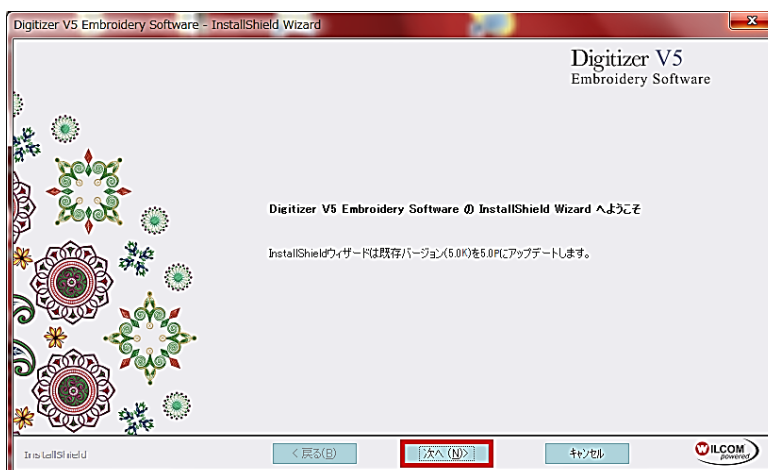 Digitizer V5 Embroidery Software - InstallShield Wizard
Digitizer V5
Embroidery Software
Digitizer V5 Embroidery Software の InstallShield Wizard へようこそ
InstallShieldウィザードは既存バージョン(5.0K)を5.0Pにアップデートします。
InstallShield
< 戻る(B)
次へ (N)>
キャンセル
WILCOM
powered